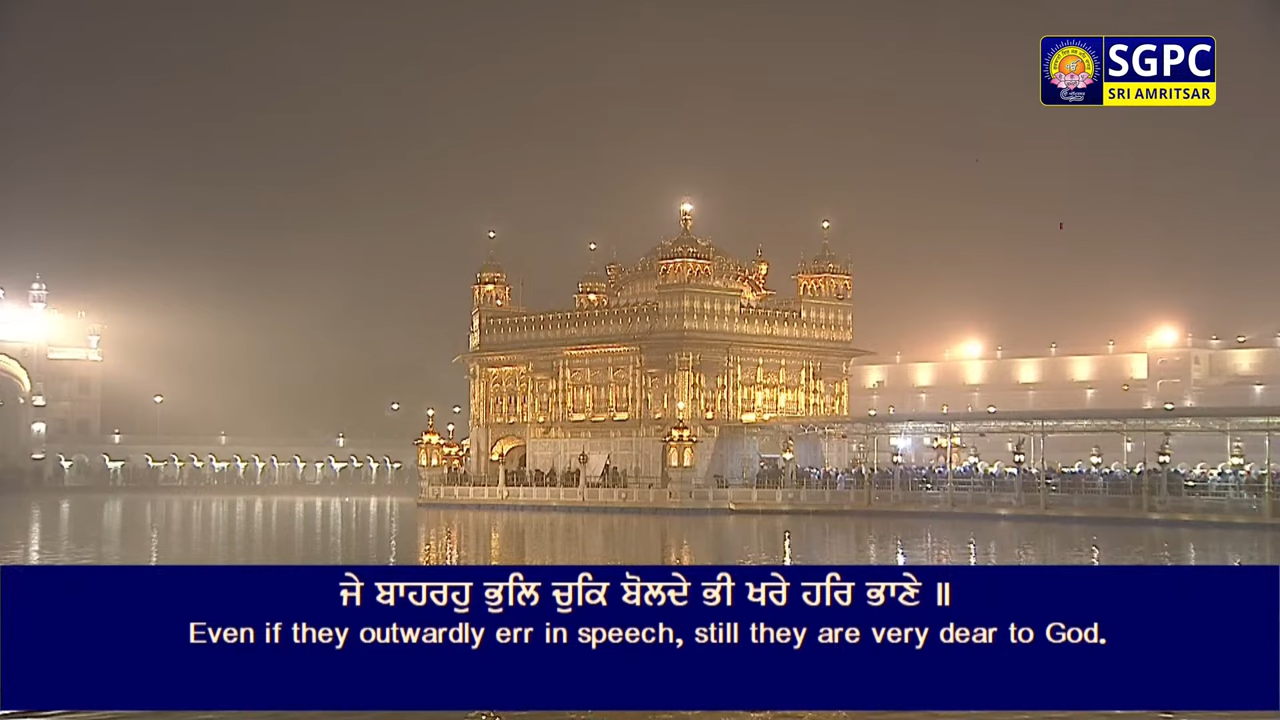 SGPC
SRI AMRITSAR
ਜੇ ਬਾਹਰਹੁ ਭੁਲਿ ਚੁਕਿ ਬੋਲਦੇ ਭੀ ਖਰੇ ਹਰਿ ਭਾਣੇ ॥
Even if they outwardly err in speech, still they are very dear to God.